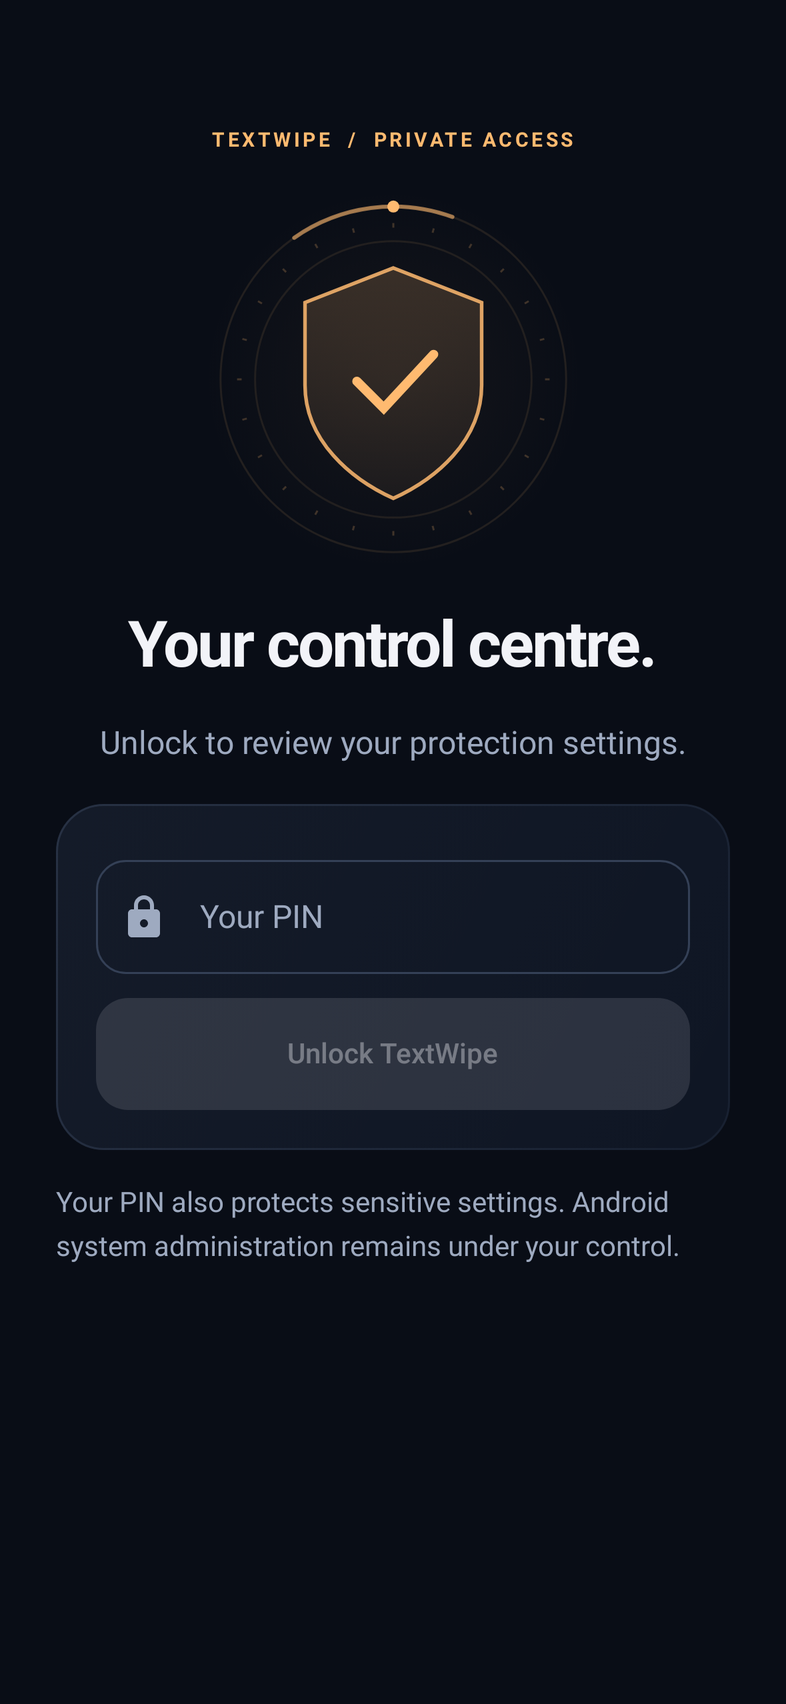 TEXTWIPE / PRIVATE ACCESS
Your control centre.
Unlock to review your protection settings.
Your PIN
Unlock TextWipe
Your PIN also protects sensitive settings. Android
system administration remains under your control.